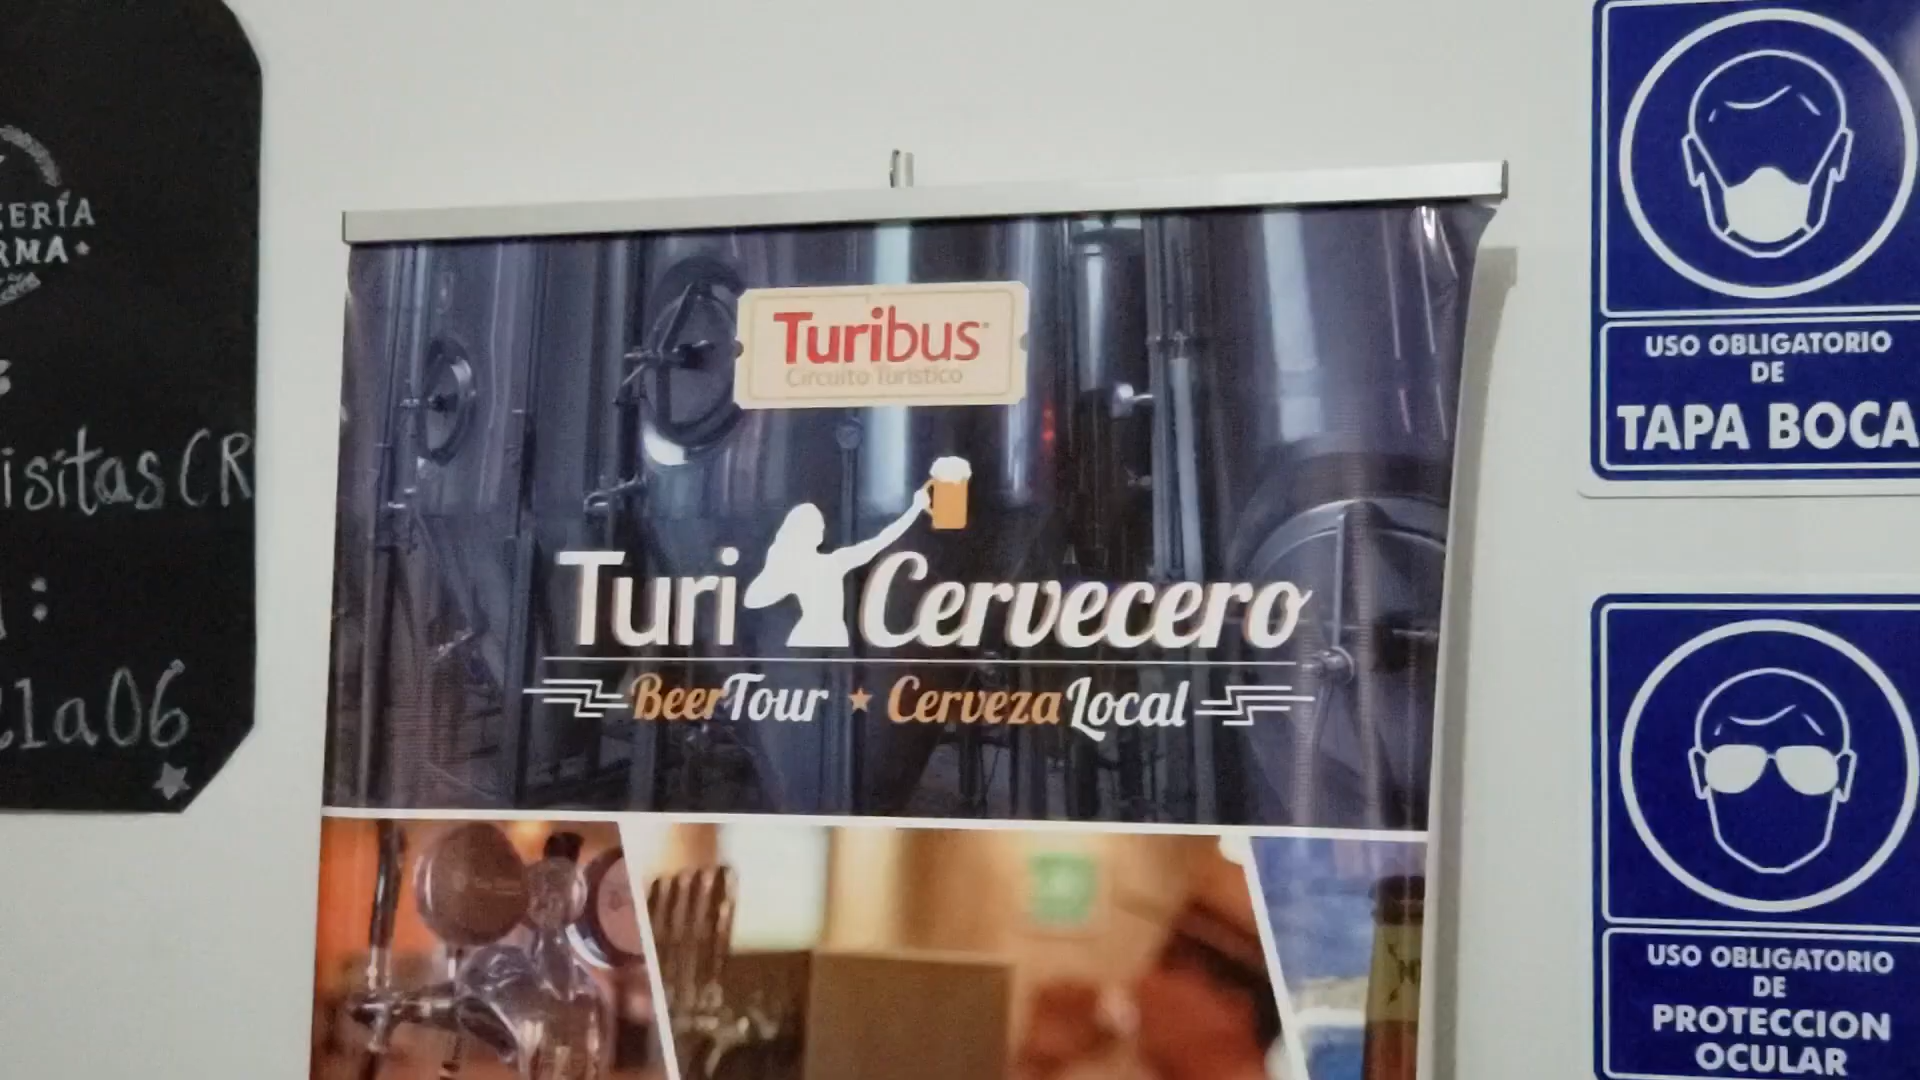 Turibus
Circuito Turístico
Turi Cervecero
BeerTour ★ Cerveza Local
USO OBLIGATORIO
DE
TAPA BOCA
USO OBLIGATORIO
DE
PROTECCION
OCULAR